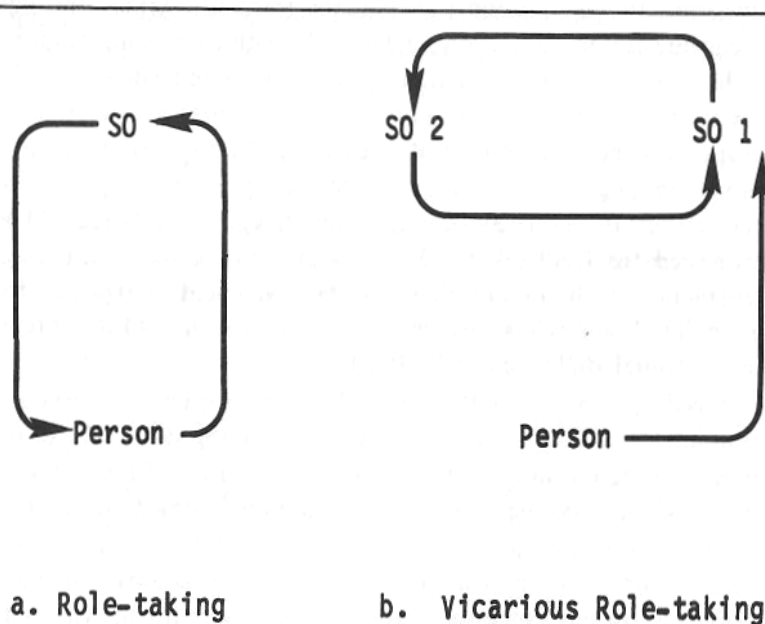 SO
SO 2
SO 1
Person
Person
a. Role-taking
b. Vicarious Role-taking